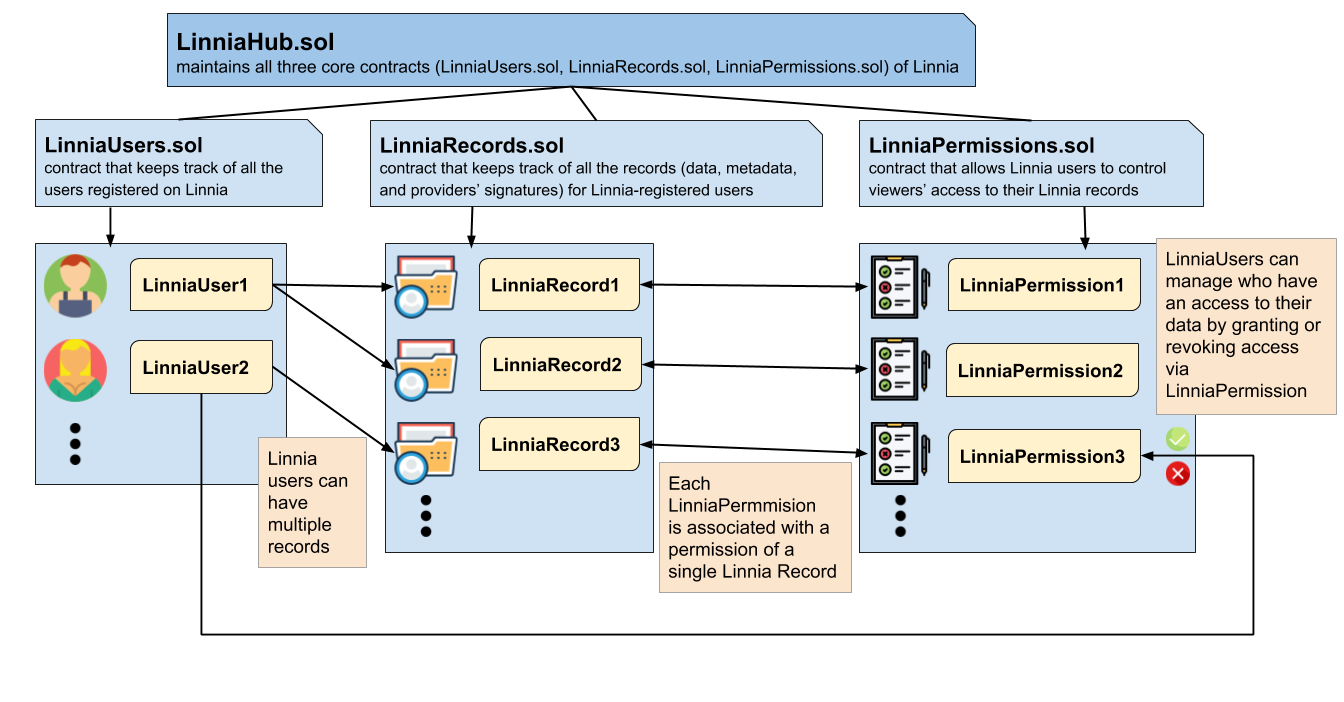 LinniaHub.sol
maintains all three core contracts (LinniaUsers.sol, LinniaRecords.sol, LinniaPermissions.sol) of Linnia
LinniaUsers.sol
contract that keeps track of all the
users registered on Linnia
LinniaRecords.sol
contract that keeps track of all the records (data, metadata,
and providers' signatures) for Linnia-registered users
LinniaPermissions.sol
contract that allows Linnia users to control
viewers' access to their Linnia records
LinniaUser1
LinniaUser2
Linnia
users can
have
multiple
records
LinniaRecord1
LinniaRecord2
LinniaRecord3
Each
LinniaPermmision
is associated with a
permission of a
single Linnia Record
LinniaPermission1
LinniaPermission2
LinniaPermission3
LinniaUsers can
manage who have
an access to their
data by granting or
revoking access
via
LinniaPermission